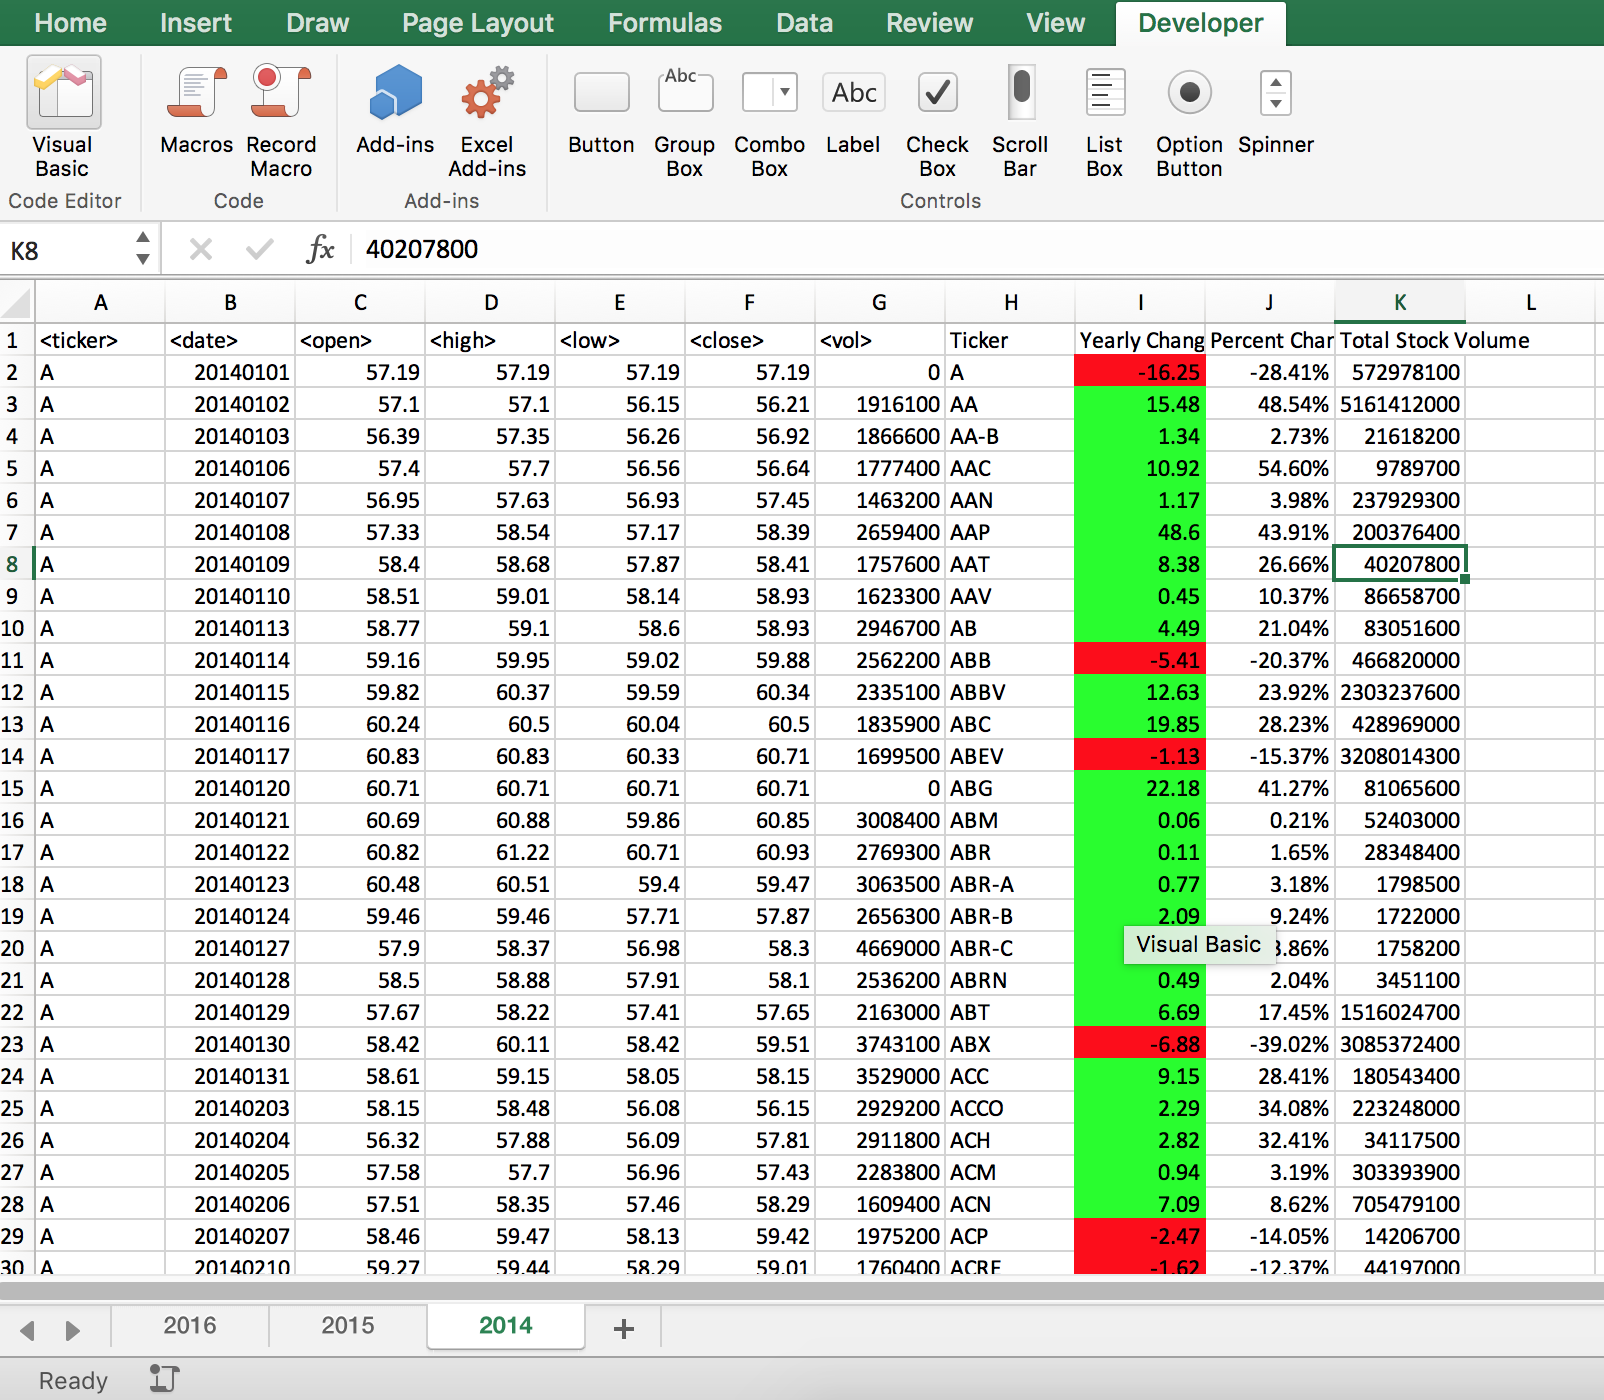 Home Insert Draw Page Layout Formulas Data Review View Developer
Visual Basic Macros Record Macro Add-ins Excel Add-ins Button Group Box Combo Box Label Check Box Scroll Bar List Box Option Button Spinner
Abc Abc
Code Editor Code Add-ins Controls
K8 fx 40207800
A B C D E F G H I J K L
1 <ticker> <date> <open> <high> <low> <close> <vol> Ticker Yearly Chang Percent Char Total Stock Volume
2 A 20140101 57.19 57.19 57.19 57.19 0 A -16.25 -28.41% 572978100
3 A 20140102 57.1 57.1 56.15 56.21 1916100 AA 15.48 48.54% 5161412000
4 A 20140103 56.39 57.35 56.26 56.92 1866600 AA-B 1.34 2.73% 21618200
5 A 20140106 57.4 57.7 56.56 56.64 1777400 AAC 10.92 54.60% 9789700
6 A 20140107 56.95 57.63 56.93 57.45 1463200 AAN 1.17 3.98% 237929300
7 A 20140108 57.33 58.54 57.17 58.39 2659400 AAP 48.6 43.91% 200376400
8 A 20140109 58.4 58.68 57.87 58.41 1757600 AAT 8.38 26.66% 40207800
9 A 20140110 58.51 59.01 58.14 58.93 1623300 AAV 0.45 10.37% 86658700
10 A 20140113 58.77 59.1 58.6 58.93 2946700 AB 4.49 21.04% 83051600
11 A 20140114 59.16 59.95 59.02 59.88 2562200 ABB -5.41 -20.37% 466820000
12 A 20140115 59.82 60.37 59.59 60.34 2335100 ABBV 12.63 23.92% 2303237600
13 A 20140116 60.24 60.5 60.04 60.5 1835900 ABC 19.85 28.23% 428969000
14 A 20140117 60.83 60.83 60.33 60.71 1699500 ABEV -1.13 -15.37% 3208014300
15 A 20140120 60.71 60.71 60.71 60.71 0 ABG 22.18 41.27% 81065600
16 A 20140121 60.69 60.88 59.86 60.85 3008400 ABM 0.06 0.21% 52403000
17 A 20140122 60.82 61.22 60.71 60.93 2769300 ABR 0.11 1.65% 28348400
18 A 20140123 60.48 60.51 59.4 59.47 3063500 ABR-A 0.77 3.18% 1798500
19 A 20140124 59.46 59.46 57.71 57.87 2656300 ABR-B 2.09 9.24% 1722000
20 A 20140127 57.9 58.37 56.98 58.3 4669000 ABR-C Visual Basic .86% 1758200
21 A 20140128 58.5 58.88 57.91 58.1 2536200 ABRN 0.49 2.04% 3451100
22 A 20140129 57.67 58.22 57.41 57.65 2163000 ABT 6.69 17.45% 1516024700
23 A 20140130 58.42 60.11 58.42 59.51 3743100 ABX -6.88 -39.02% 3085372400
24 A 20140131 58.61 59.15 58.05 58.15 3529000 ACC 9.15 28.41% 180543400
25 A 20140203 58.15 58.48 56.08 56.15 2929200 ACCO 2.29 34.08% 223248000
26 A 20140204 56.32 57.88 56.09 57.81 2911800 ACH 2.82 32.41% 34117500
27 A 20140205 57.58 57.7 56.96 57.43 2283800 ACM 0.94 3.19% 303393900
28 A 20140206 57.51 58.35 57.46 58.29 1609400 ACN 7.09 8.62% 705479100
29 A 20140207 58.46 59.47 58.13 59.42 1975200 ACP -2.47 -14.05% 14206700
30 A 20140210 59.27 59.44 58.29 59.01 1760400 ACRE -1.62 -12.37% 44197000
2016 2015 2014 +
Ready